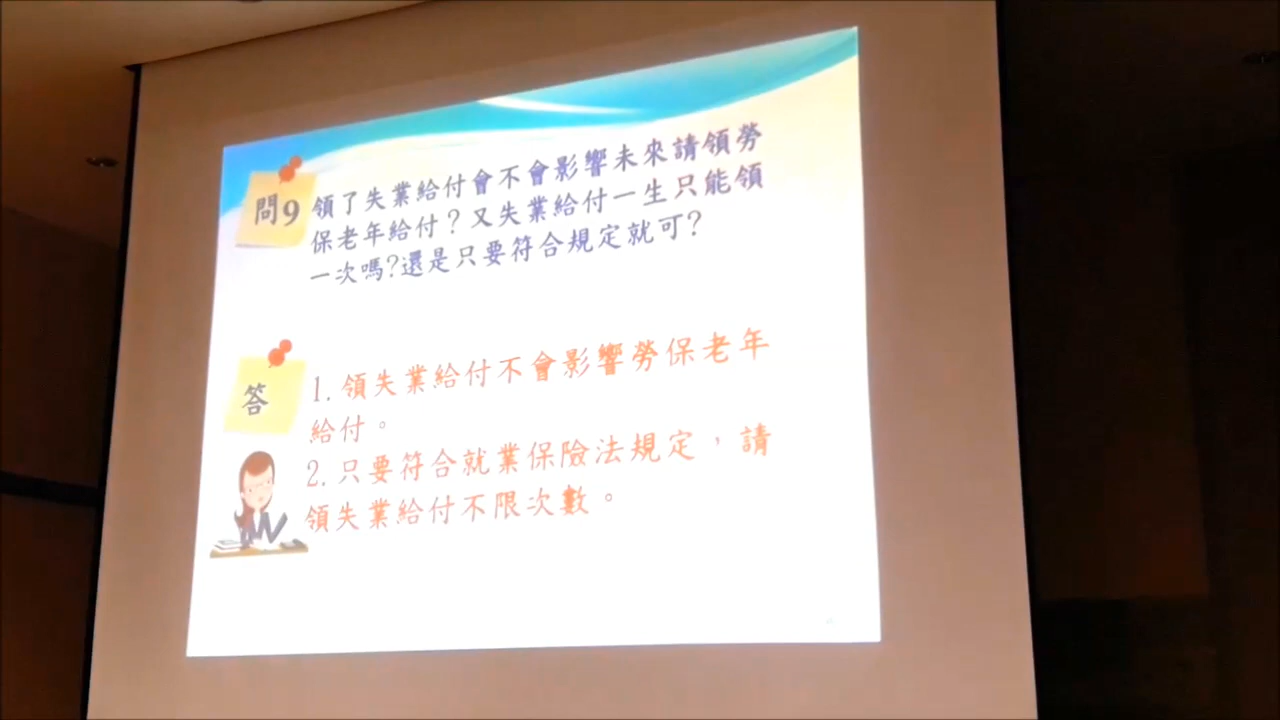 問9
領了失業給付會不會影響未來請領勞
保老年給付？又失業給付一生只能領
一次嗎?還是只要符合規定就可?
答
1.領失業給付不會影響勞保老年
給付。
2.只要符合就業保險法規定，請
領失業給付不限次數。